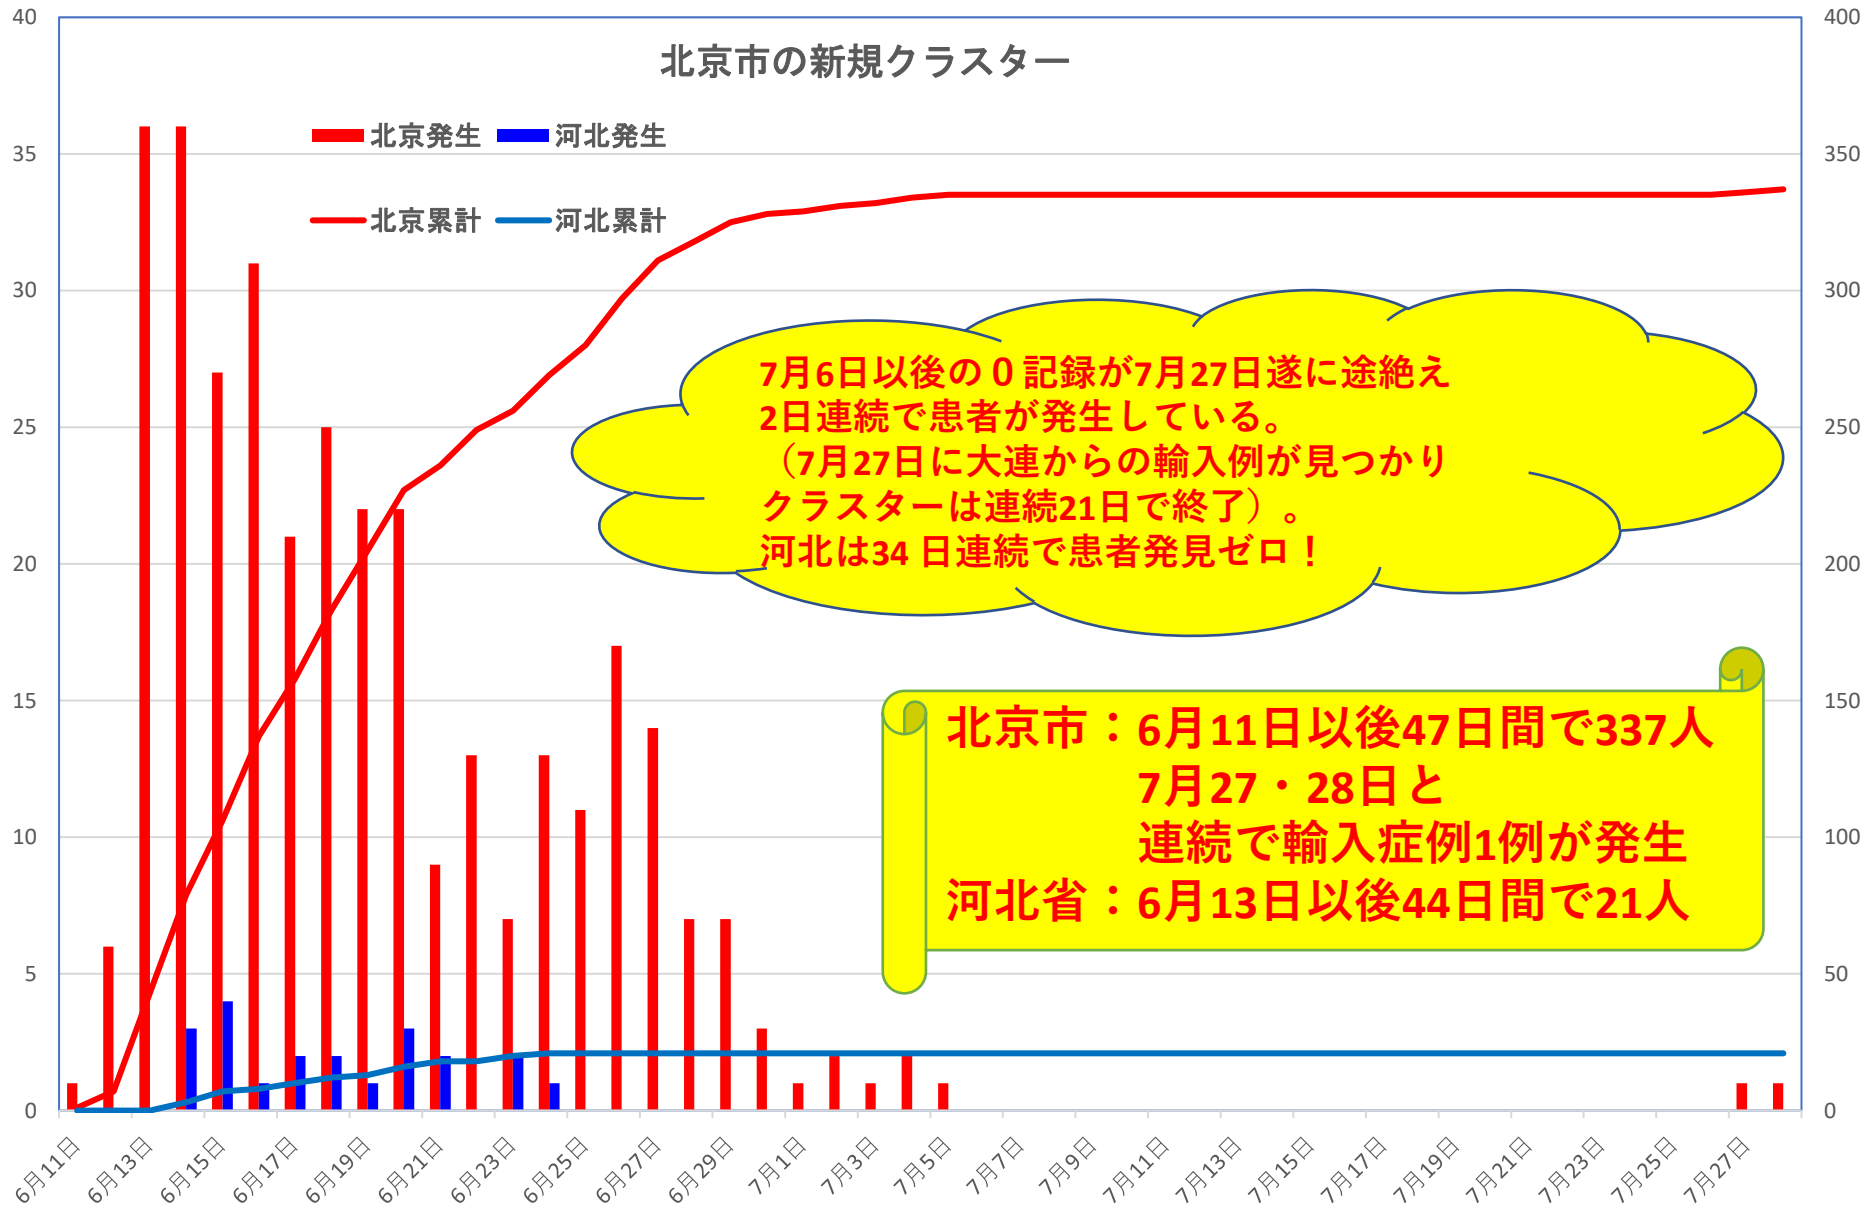 北京市の新規クラスター
北京発生 河北発生
北京累計 河北累計
40
35
30
25
20
15
10
5
0
400
350
300
250
200
150
100
50
0
7月6日以後の０記録が7月27日遂に途絶え
2日連続で患者が発生している。
（7月27日に大連からの輸入例が見つかり
クラスターは連続21日で終了）。
河北は34日連続で患者発見ゼロ！
北京市：6月11日以後47日間で337人
7月27・28日と
連続で輸入症例1例が発生
河北省：6月13日以後44日間で21人
6月11日
6月13日
6月15日
6月17日
6月19日
6月21日
6月23日
6月25日
6月27日
6月29日
7月1日
7月3日
7月5日
7月7日
7月9日
7月11日
7月13日
7月15日
7月17日
7月19日
7月21日
7月23日
7月25日
7月27日